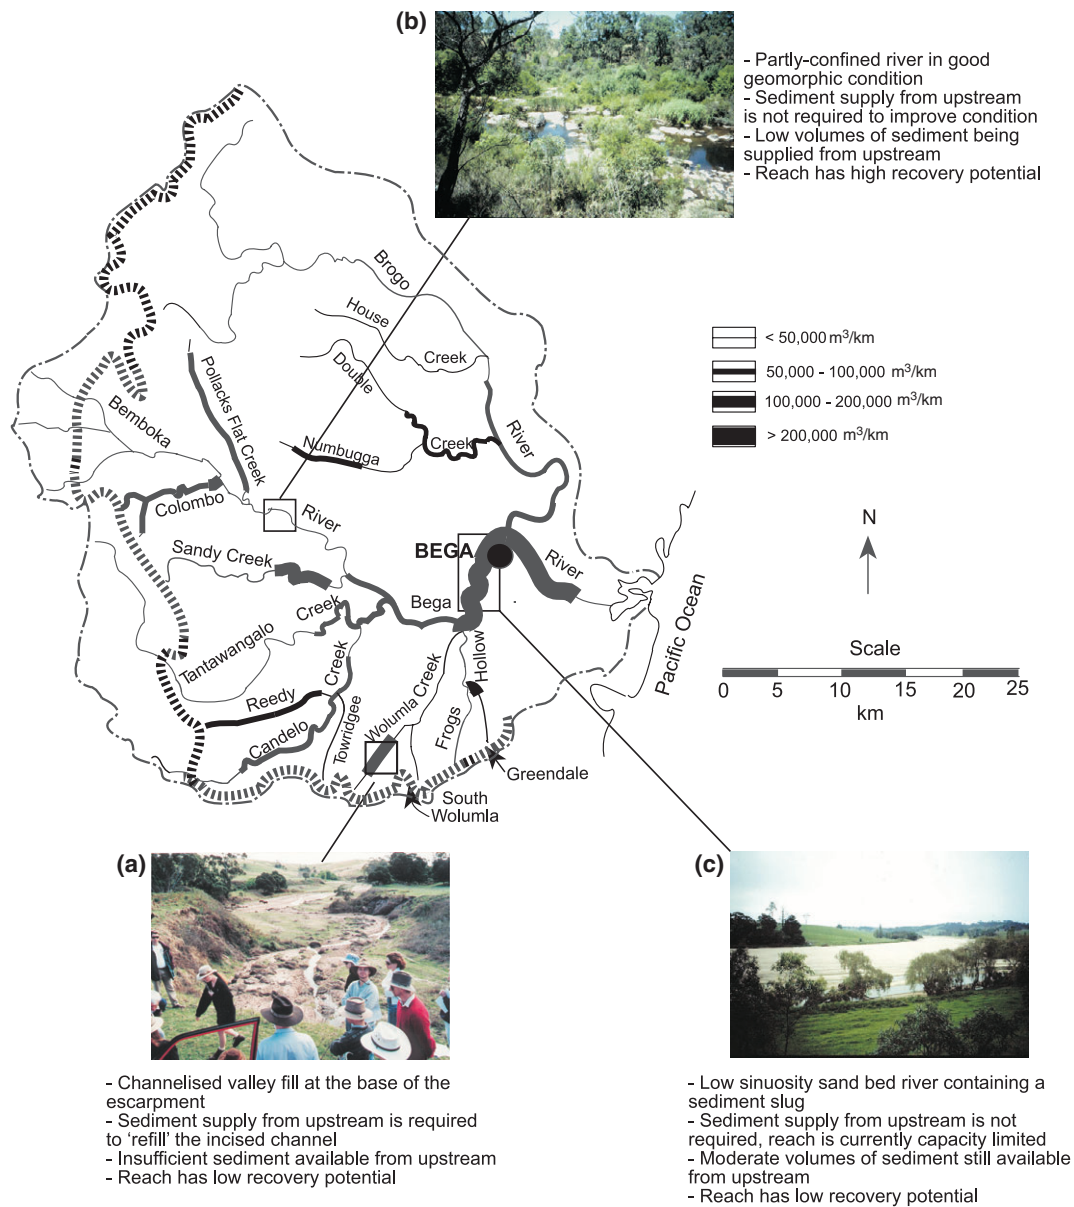 (b)
- Partly-confined river in good
geomorphic condition
- Sediment supply from upstream
is not required to improve condition
- Low volumes of sediment being
supplied from upstream
- Reach has high recovery potential
Brogo
House
Creek
Double
Creek
River
Pollacks Flat Creek
Bemboka
Numbugga
Colombo
River
Sandy Creek
BEGA
River
Bega
Creek
Tantawangalo
Creek
Reedy
Candelo
Towridgee
Wolumla Creek
Hollow
Frogs
Greendale
South
Wolumla
Pacific Ocean
< 50,000 m³/km
50,000 - 100,000 m³/km
100,000 - 200,000 m³/km
> 200,000 m³/km
N
Scale
0 5 10 15 20 25
km
(a)
- Channelised valley fill at the base of the
escarpment
- Sediment supply from upstream is required
to ‘refill’ the incised channel
- Insufficient sediment available from upstream
- Reach has low recovery potential
(c)
- Low sinuosity sand bed river containing a
sediment slug
- Sediment supply from upstream is not
required, reach is currently capacity limited
- Moderate volumes of sediment still available
from upstream
- Reach has low recovery potential